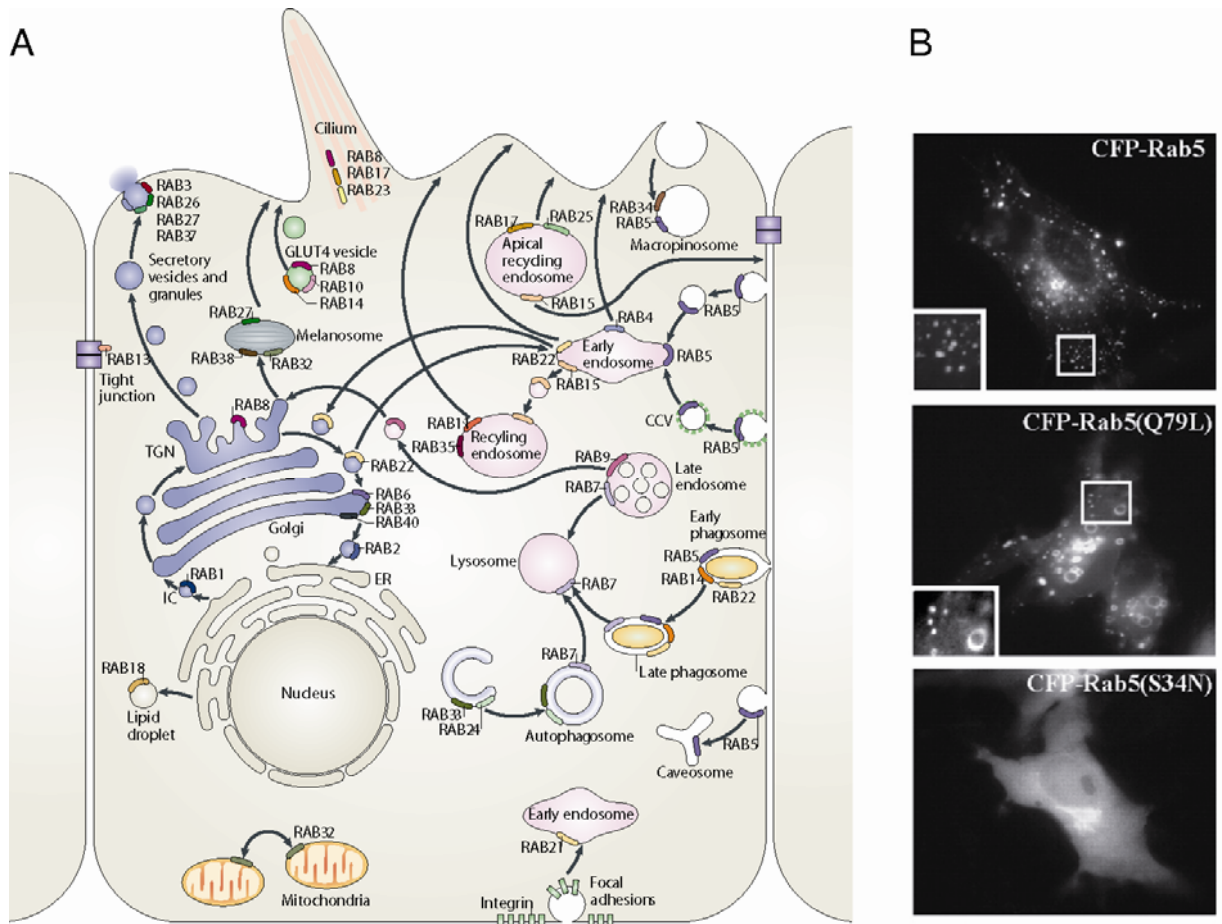 A
B
Cilium
RAB8
RAB17
RAB23
RAB3
RAB26
RAB27
RAB37
Secretory
vesicles and
granules
GLUT4 vesicle
RAB8
RAB10
RAB14
RAB27
Melanosome
RAB38
RAB32
RAB13
Tight
junction
RAB17
RAB25
Apical
recycling
endosome
RAB15
RAB34
RAB5
Macropinosome
RAB5
RAB4
RAB22
Early
endosome
RAB5
RAB15
CCV
RAB5
RAB8
TGN
RAB22
RAB35
Recyling
endosome
RAB9
RAB7
Late
endosome
RAB6
RAB33
RAB40
Golgi
RAB2
RAB1
IC
ER
Lysosome
RAB7
Early
phagosome
RAB5
RAB14
RAB22
Late phagosome
RAB18
Lipid
droplet
Nucleus
RAB7
RAB33
RAB24
Autophagosome
RAB5
Caveosome
Early endosome
RAB21
RAB32
Mitochondria
Integrin
Focal
adhesions
CFP-Rab5
CFP-Rab5(Q79L)
CFP-Rab5(S34N)